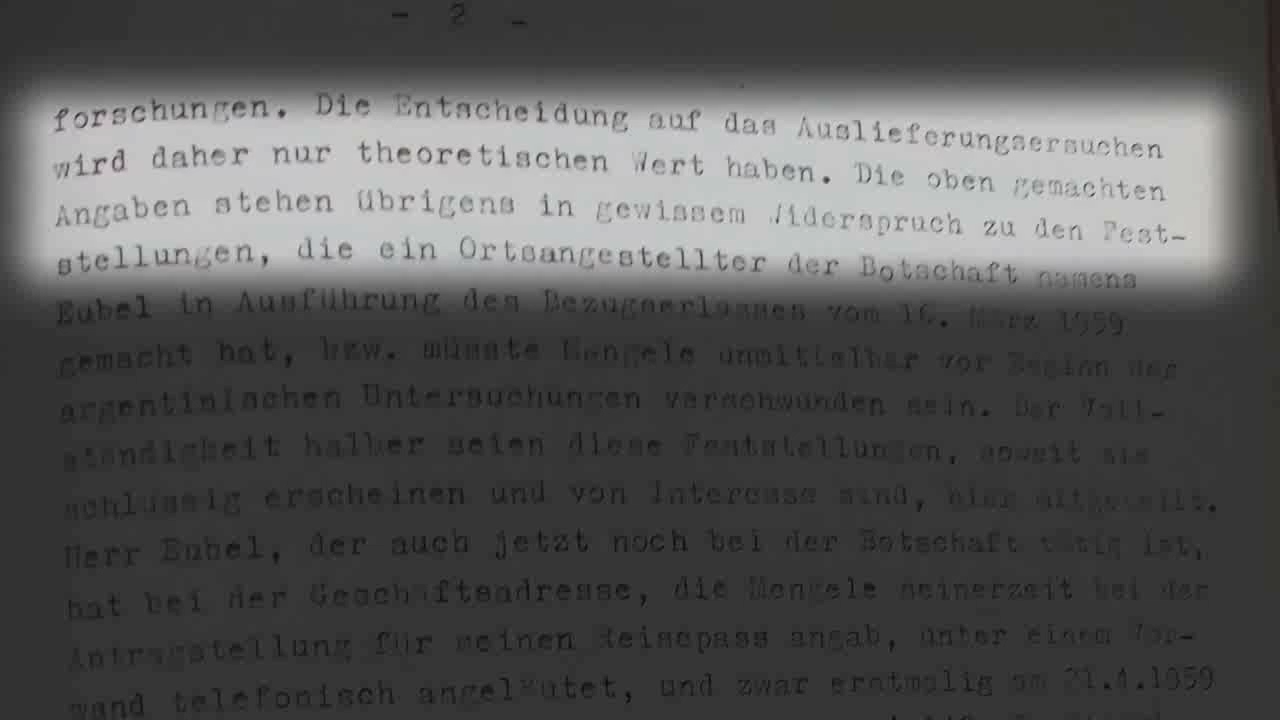 - 2 -
forschungen. Die Entscheidung auf das Auslieferungsersuchen
wird daher nur theoretischen Wert haben. Die oben gemachten
Angaben stehen übrigens in gewissem Widerspruch zu den Fest-
stellungen, die ein Ortsangestellter der Botschaft namens
Eubel in Ausführung des Bezugserlasses vom 16. März 1959
gemacht hat, bzw. müsste Mengele unmittelbar vor Beginn der
argentinischen Untersuchungen verschwunden sein. Der Voll-
ständigkeit halber seien diese Feststellungen, soweit sie
schlüssig erscheinen und von Interesse sind, hier mitgeteilt.
Herr Eubel, der auch jetzt noch bei der Botschaft tätig ist,
hat bei der Geschäftsadresse, die Mengele seinerzeit bei der
Antragstellung für seinen Reisepass angab, unter einem Vor-
wand telefonisch angeläutet, und zwar erstmalig am 21.4.1959